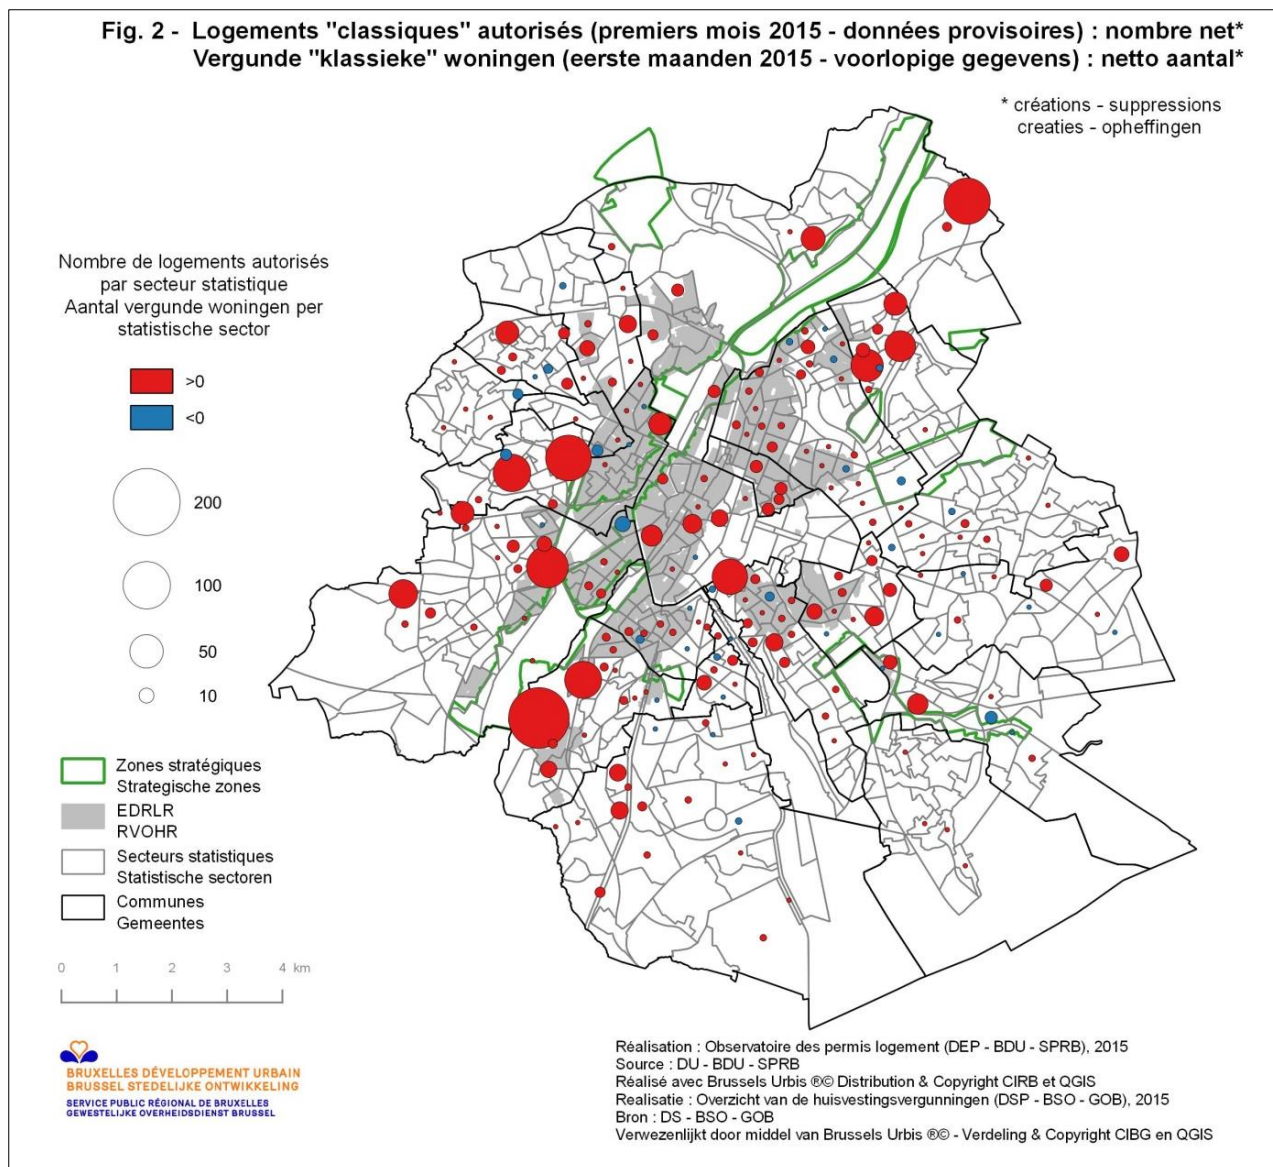 Fig. 2 - Logements "classiques" autorisés (premiers mois 2015 - données provisoires) : nombre net*
Vergunde "klassieke" woningen (eerste maanden 2015 - voorlopige gegevens) : netto aantal*
* créations - suppressions
creaties - opheffingen
Nombre de logements autorisés
par secteur statistique
Aantal vergunde woningen per
statistische sector
>0
<0
200
100
50
10
Zones stratégiques
Strategische zones
EDRLR
RVOHR
Secteurs statistiques
Statistische sectoren
Communes
Gemeentes
0 1 2 3 4 km
BRUXELLES DÉVELOPPEMENT URBAIN
BRUSSEL STEDELIJKE ONTWIKKELING
SERVICE PUBLIC RÉGIONAL DE BRUXELLES
GEWESTELIJKE OVERHEIDSDIENST BRUSSEL
Réalisation : Observatoire des permis logement (DEP - BDU - SPRB), 2015
Source : DU - BDU - SPRB
Réalisé avec Brussels Urbis ®© Distribution & Copyright CIRB et QGIS
Realisatie : Overzicht van de huisvestingsvergunningen (DSP - BSO - GOB), 2015
Bron : DS - BSO - GOB
Verwezenlijkt door middel van Brussels Urbis ®© - Verdeling & Copyright CIBG en QGIS